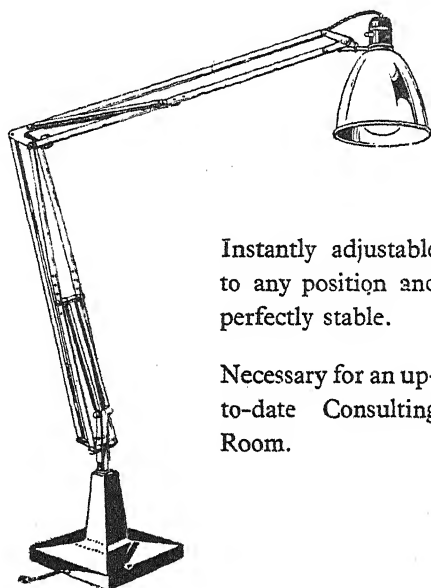 Instantly adjustable
to any position and
perfectly stable.
Necessary for an up-
to-date Consulting
Room.